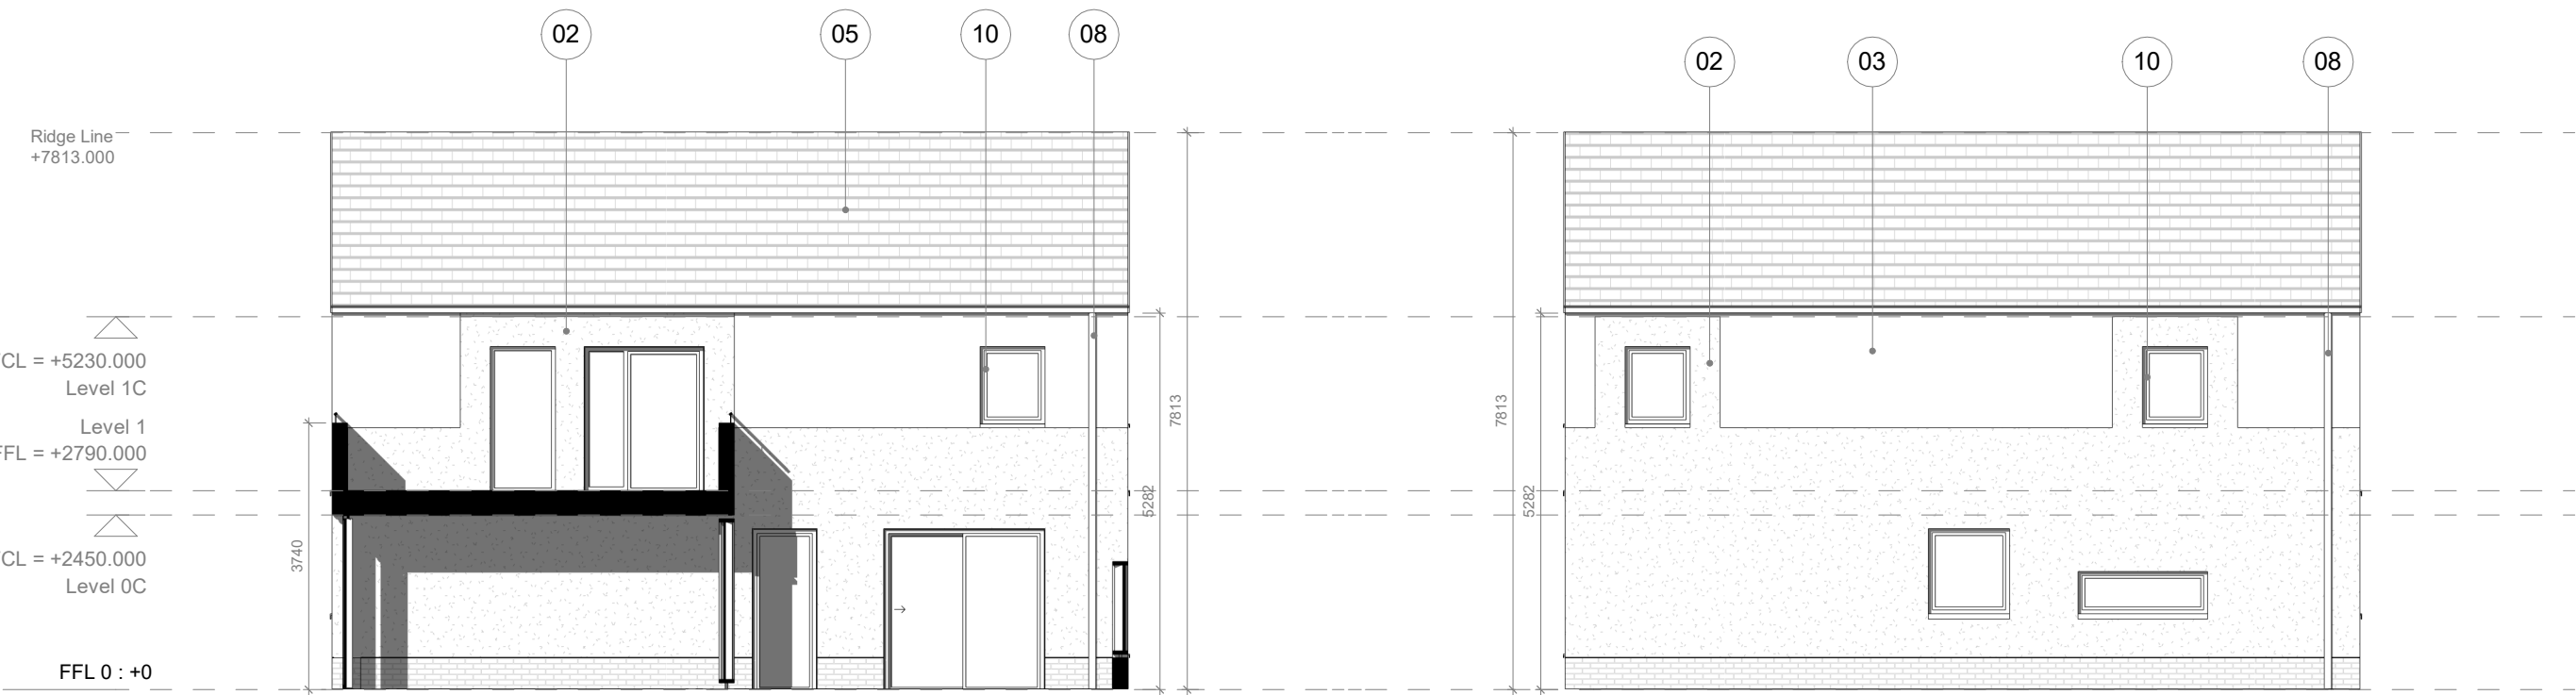 02
05
10
08
02
03
10
08
Ridge Line
+7813.000
CL = +5230.000
Level 1C
Level 1
FFL = +2790.000
CL = +2450.000
Level 0C
FFL 0 : +0
3740
5282
7813
7813
5282